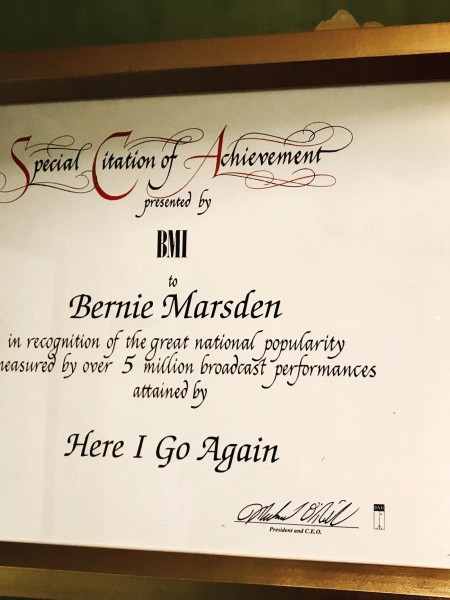 Special Citation of Achievement
presented by
BMI
to
Bernie Marsden
in recognition of the great national popularity
measured by over 5 million broadcast performances
attained by
Here I Go Again
President and C.E.O.
BMI